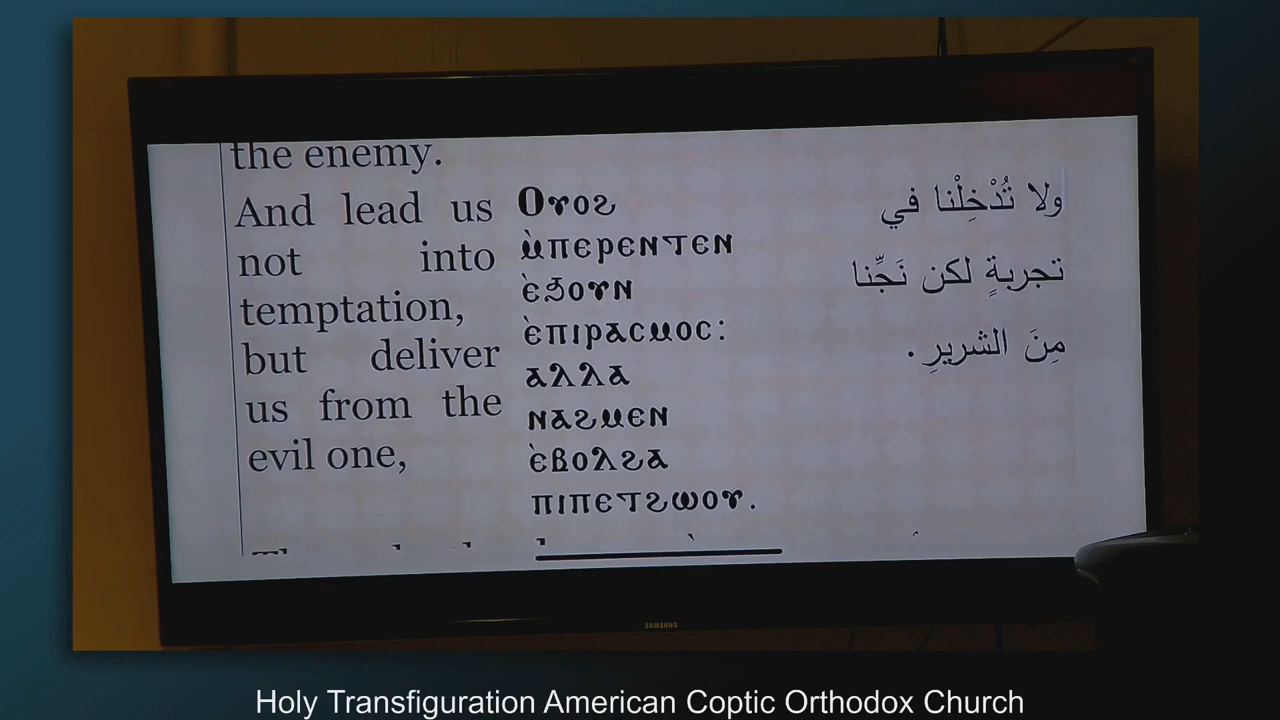 the enemy.
And lead us
not into
temptation,
but deliver
us from the
evil one,
Ⲟⲩⲟϩ
ⲙ̀ⲡⲉⲣⲉⲛⲧⲉⲛ
ⲉ̀ϧⲟⲩⲛ
ⲉ̀ⲡⲓⲣⲁⲥⲙⲟⲥ:
ⲁⲗⲗⲁ
ⲛⲁϩⲙⲉⲛ
ⲉ̀ⲃⲟⲗϩⲁ
ⲡⲓⲡⲉⲧϩⲱⲟⲩ.
ولا تُدْخِلْنا في
تجربةٍ لكن نَجِّنا
مِنَ الشريرِ.
SAMSUNG
Holy Transfiguration American Coptic Orthodox Church